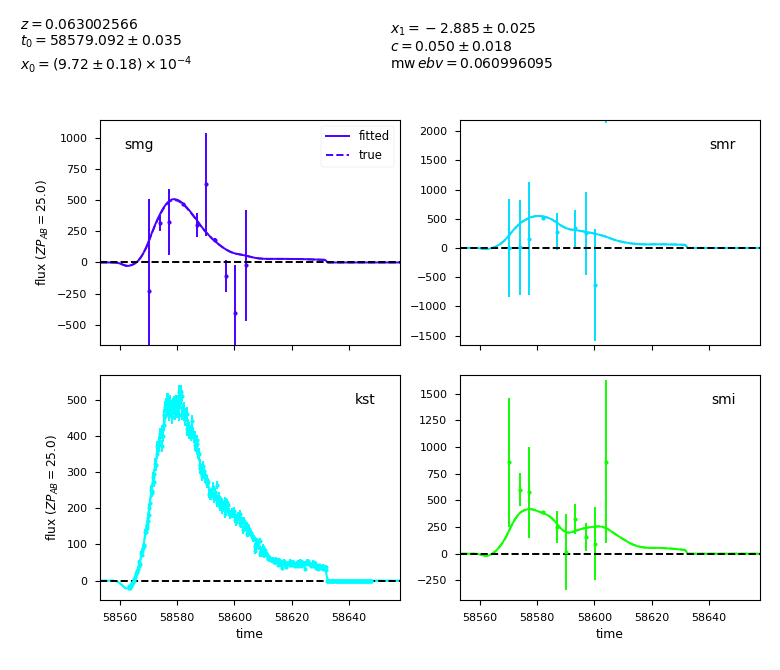 z = 0.063002566
t₀ = 58579.092 ± 0.035
x₀ = (9.72 ± 0.18) × 10⁻⁴
x₁ = −2.885 ± 0.025
c = 0.050 ± 0.018
mw ebv = 0.060996095
smg
fitted
true
1000
750
500
250
0
−250
−500
flux (ZP_AB = 25.0)
smr
2000
1500
1000
500
0
−500
−1000
−1500
kst
500
400
300
200
100
0
flux (ZP_AB = 25.0)
58560 58580 58600 58620 58640
time
smi
1500
1250
1000
750
500
250
0
−250
58560 58580 58600 58620 58640
time